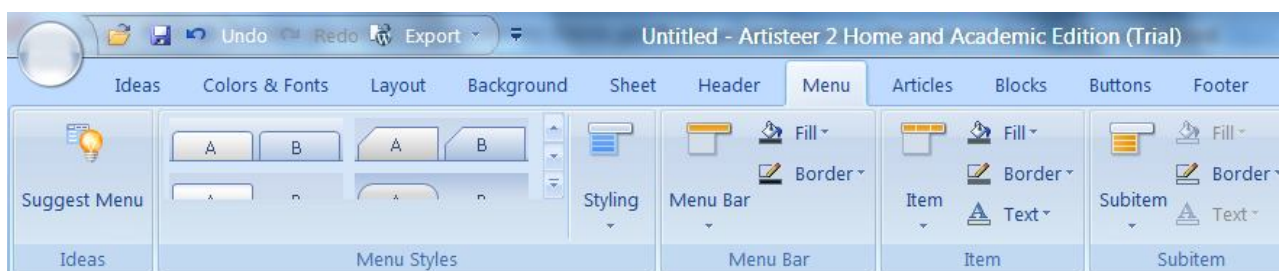 Undo Redo Export Untitled - Artisteer 2 Home and Academic Edition (Trial)
Ideas Colors & Fonts Layout Background Sheet Header Menu Articles Blocks Buttons Footer
A B A B Fill Fill Fill
Border Border Border
Suggest Menu A B A B Styling Menu Bar Item Text Subitem Text
Ideas Menu Styles Menu Bar Item Subitem